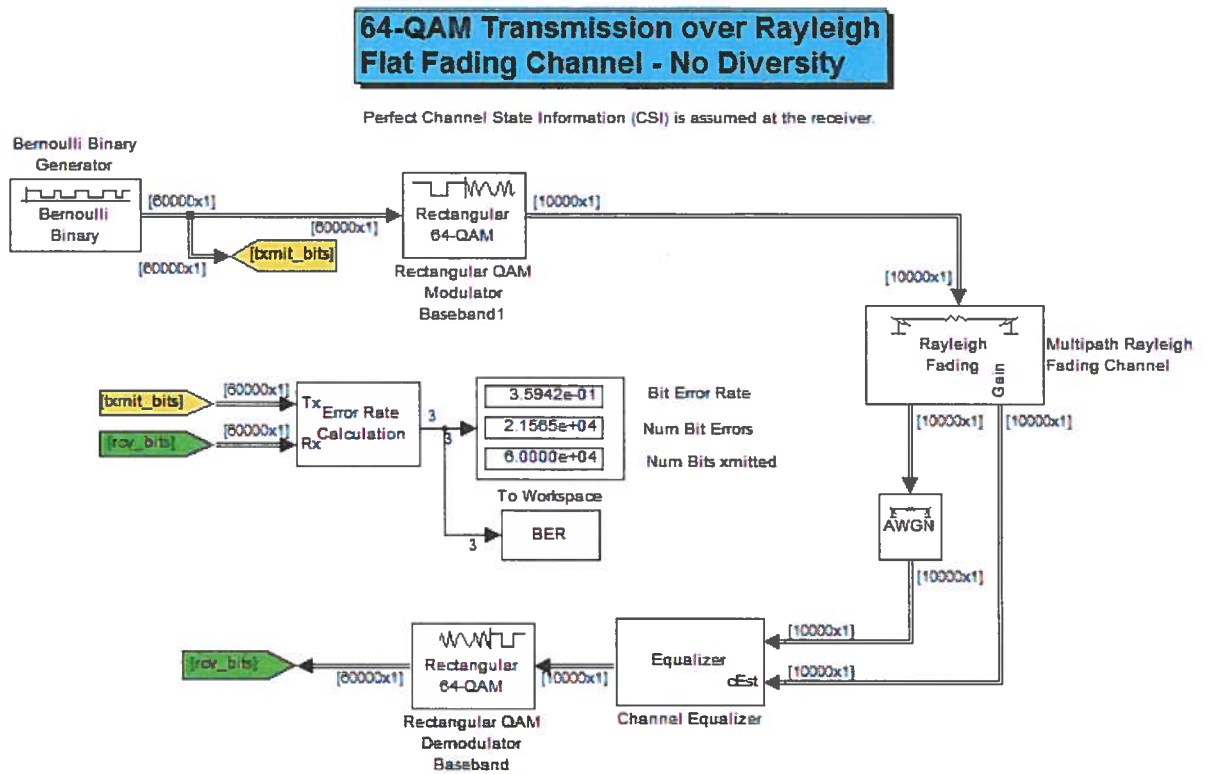 64-QAM Transmission over Rayleigh
Flat Fading Channel - No Diversity
Perfect Channel State Information (CSI) is assumed at the receiver.
Bernoulli Binary
Generator
Bernoulli
Binary
[60000x1]
[60000x1]
[60000x1]
[txmit_bits]
Rectangular
64-QAM
Rectangular QAM
Modulator
Baseband1
[10000x1]
[10000x1]
Rayleigh
Fading
Gain
Multipath Rayleigh
Fading Channel
[10000x1]
[10000x1]
[txmit_bits]
[60000x1]
[rcv_bits]
[60000x1]
Tx
Rx
Error Rate
Calculation
3
3
3
3.5942e-01
Bit Error Rate
2.1565e+04
Num Bit Errors
6.0000e+04
Num Bits xmitted
To Workspace
BER
AWGN
[10000x1]
[10000x1]
[10000x1]
Equalizer
cEst
Channel Equalizer
[10000x1]
Rectangular
64-QAM
Rectangular QAM
Demodulator
Baseband
[60000x1]
[rcv_bits]